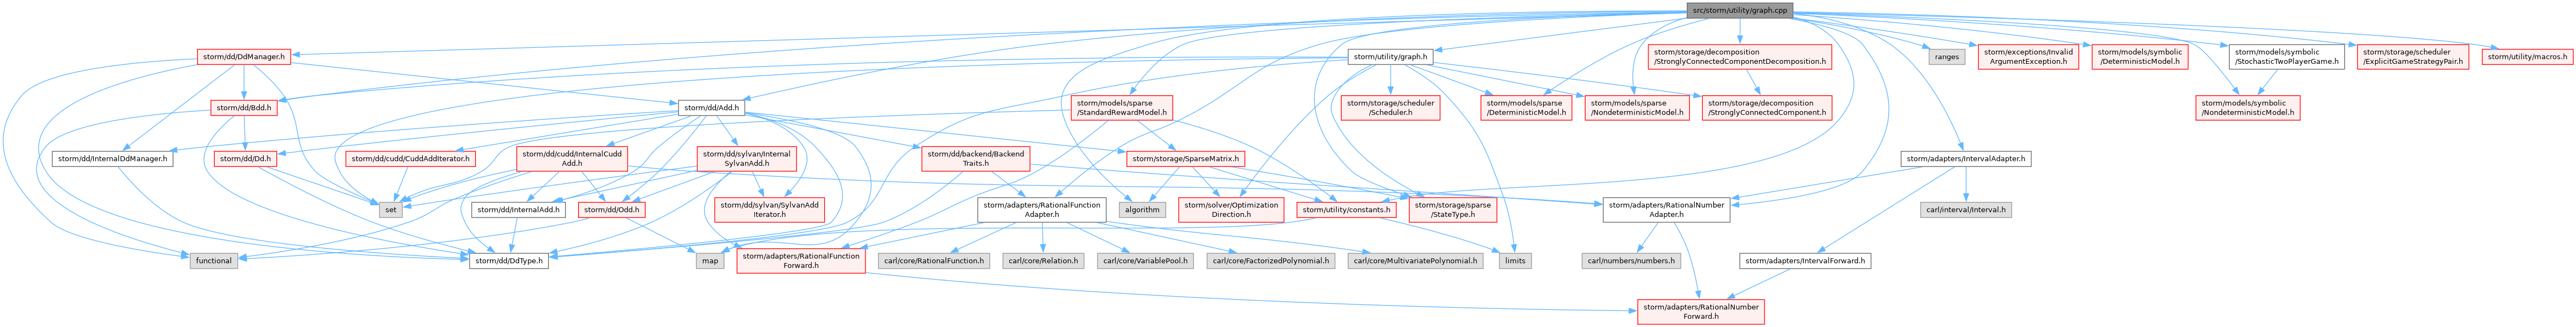 src/storm/utility/graph.cpp
storm/dd/DdManager.h
storm/utility/graph.h
storm/storage/decomposition
/StronglyConnectedComponentDecomposition.h
ranges
storm/exceptions/Invalid
ArgumentException.h
storm/models/symbolic
/DeterministicModel.h
storm/models/symbolic
/StochasticTwoPlayerGame.h
storm/storage/scheduler
/ExplicitGameStrategyPair.h
storm/utility/macros.h
storm/dd/Bdd.h
storm/dd/Add.h
storm/models/sparse
/StandardRewardModel.h
storm/storage/scheduler
/Scheduler.h
storm/models/sparse
/DeterministicModel.h
storm/models/sparse
/NondeterministicModel.h
storm/storage/decomposition
/StronglyConnectedComponent.h
storm/models/symbolic
/NondeterministicModel.h
storm/dd/InternalDdManager.h
storm/dd/Dd.h
storm/dd/cudd/CuddAddIterator.h
storm/dd/cudd/InternalCudd
Add.h
storm/dd/sylvan/Internal
SylvanAdd.h
storm/dd/backend/Backend
Traits.h
storm/storage/SparseMatrix.h
storm/adapters/IntervalAdapter.h
set
storm/dd/InternalAdd.h
storm/dd/Odd.h
storm/dd/sylvan/SylvanAdd
Iterator.h
storm/adapters/RationalFunction
Adapter.h
algorithm
storm/solver/Optimization
Direction.h
storm/utility/constants.h
storm/storage/sparse
/StateType.h
storm/adapters/RationalNumber
Adapter.h
carl/interval/Interval.h
functional
storm/dd/DdType.h
map
storm/adapters/RationalFunction
Forward.h
carl/core/RationalFunction.h
carl/core/Relation.h
carl/core/VariablePool.h
carl/core/FactorizedPolynomial.h
carl/core/MultivariatePolynomial.h
limits
carl/numbers/numbers.h
storm/adapters/IntervalForward.h
storm/adapters/RationalNumber
Forward.h